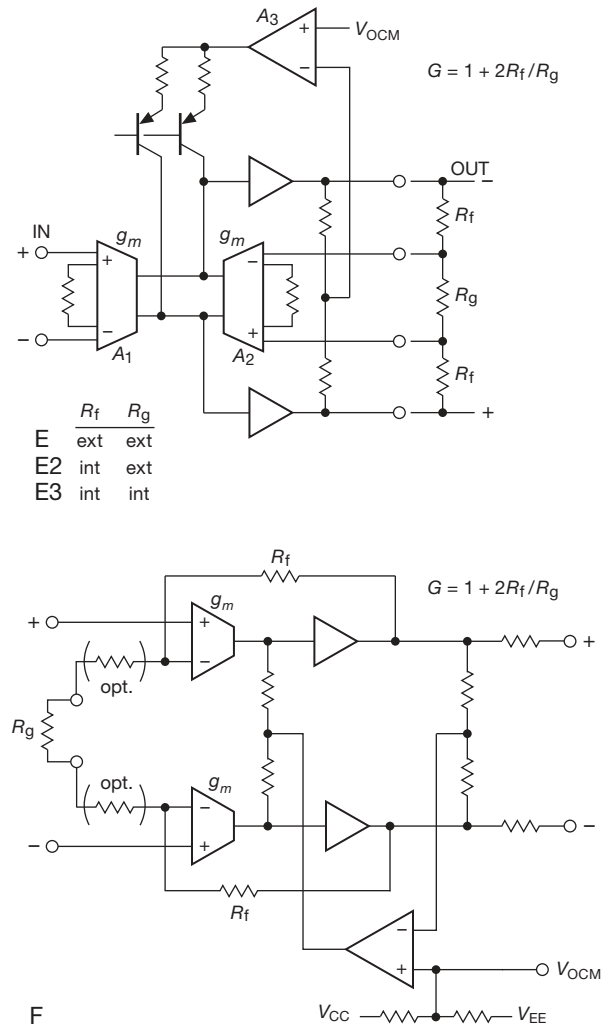 A3
+
VOCM
−
G = 1 + 2Rf/Rg
OUT
−
IN
+
gm
gm
Rf
+
−
Rg
−
+
−
A1
A2
Rf
+
Rf Rg
E ext ext
E2 int ext
E3 int int
Rf
G = 1 + 2Rf/Rg
gm
+
+
−
+
opt.
Rg
opt.
gm
−
−
+
−
Rf
−
+
VOCM
VCC
VEE
F